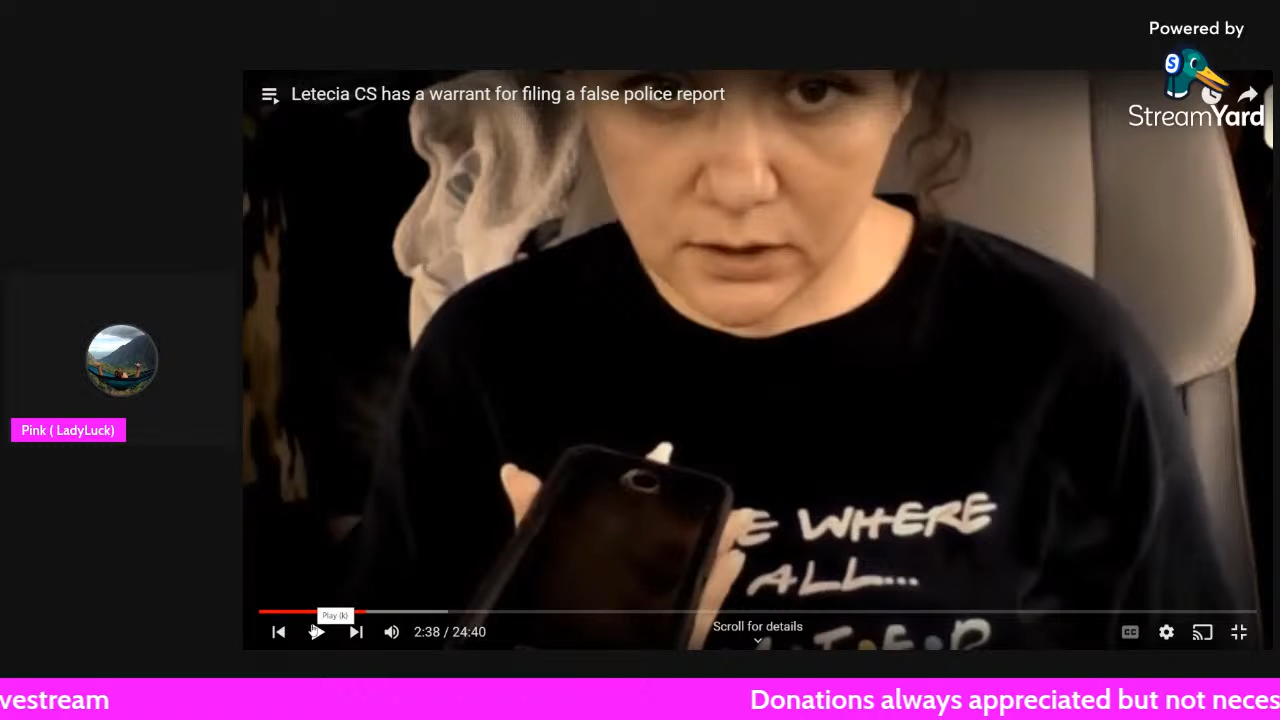 Powered by
StreamYard
Letecia CS has a warrant for filing a false police report
Pink ( LadyLuck)
E WHERE
ALL...
Play (k)
2:38 / 24:40
Scroll for details
CC
vestream
Donations always appreciated but not neces